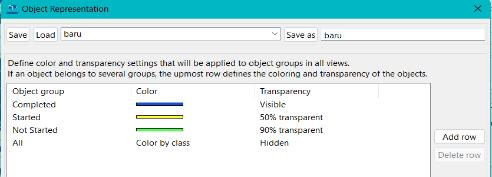 Object Representation
Save Load baru Save as baru
Define color and transparency settings that will be applied to object groups in all views.
If an object belongs to several groups, the upmost row defines the coloring and transparency of the objects.
Object group Color Transparency
Completed Visible
Started 50% transparent
Not Started 90% transparent
All Color by class Hidden
Add row
Delete row